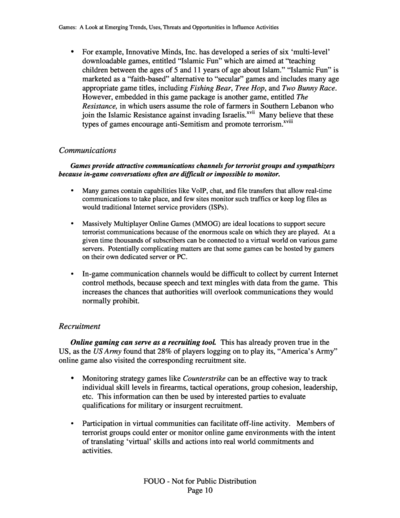 Games: A Look at Emerging Trends, Uses, Threats and Opportunities in Influence Activities
• For example, Innovative Minds, Inc. has developed a series of six ‘multi-level’
downloadable games, entitled “Islamic Fun” which are aimed at “teaching
children between the ages of 5 and 11 years of age about Islam.” “Islamic Fun” is
marketed as a “faith-based” alternative to “secular” games and includes many age
appropriate game titles, including Fishing Bear, Tree Hop, and Two Bunny Race.
However, embedded in this game package is another game, entitled The
Resistance, in which users assume the role of farmers in Southern Lebanon who
join the Islamic Resistance against invading Israelis.xvii Many believe that these
types of games encourage anti-Semitism and promote terrorism.xviii
Communications
Games provide attractive communications channels for terrorist groups and sympathizers
because in-game conversations often are difficult or impossible to monitor.
• Many games contain capabilities like VoIP, chat, and file transfers that allow real-time
communications to take place, and few sites monitor such traffics or keep log files as
would traditional Internet service providers (ISPs).
• Massively Multiplayer Online Games (MMOG) are ideal locations to support secure
terrorist communications because of the enormous scale on which they are played. At a
given time thousands of subscribers can be connected to a virtual world on various game
servers. Potentially complicating matters are that some games can be hosted by gamers
on their own dedicated server or PC.
• In-game communication channels would be difficult to collect by current Internet
control methods, because speech and text mingles with data from the game. This
increases the chances that authorities will overlook communications they would
normally prohibit.
Recruitment
Online gaming can serve as a recruiting tool. This has already proven true in the
US, as the US Army found that 28% of players logging on to play its, “America’s Army”
online game also visited the corresponding recruitment site.
• Monitoring strategy games like Counterstrike can be an effective way to track
individual skill levels in firearms, tactical operations, group cohesion, leadership,
etc. This information can then be used by interested parties to evaluate
qualifications for military or insurgent recruitment.
• Participation in virtual communities can facilitate off-line activity. Members of
terrorist groups could enter or monitor online game environments with the intent
of translating ‘virtual’ skills and actions into real world commitments and
activities.
FOUO - Not for Public Distribution
Page 10